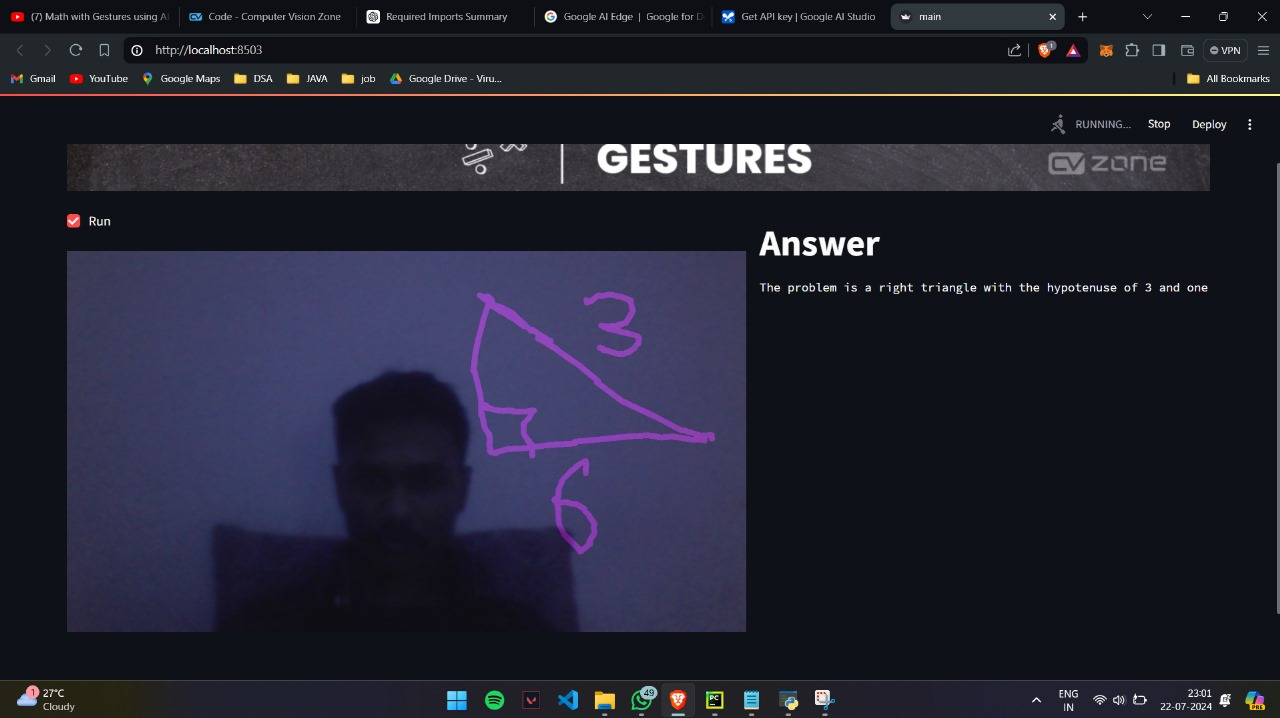 (7) Math with Gestures using AI
Code - Computer Vision Zone
Required Imports Summary
Google AI Edge | Google for D
Get API key | Google AI Studio
main
http://localhost:8503
1
VPN
Gmail
YouTube
Google Maps
DSA
JAVA
job
Google Drive - Viru...
All Bookmarks
RUNNING...
Stop
Deploy
GESTURES
CV zone
Run
Answer
The problem is a right triangle with the hypotenuse of 3 and one
3
6
1
27°C
Cloudy
49
PC
ENG
IN
23:01
22-07-2024
PRE